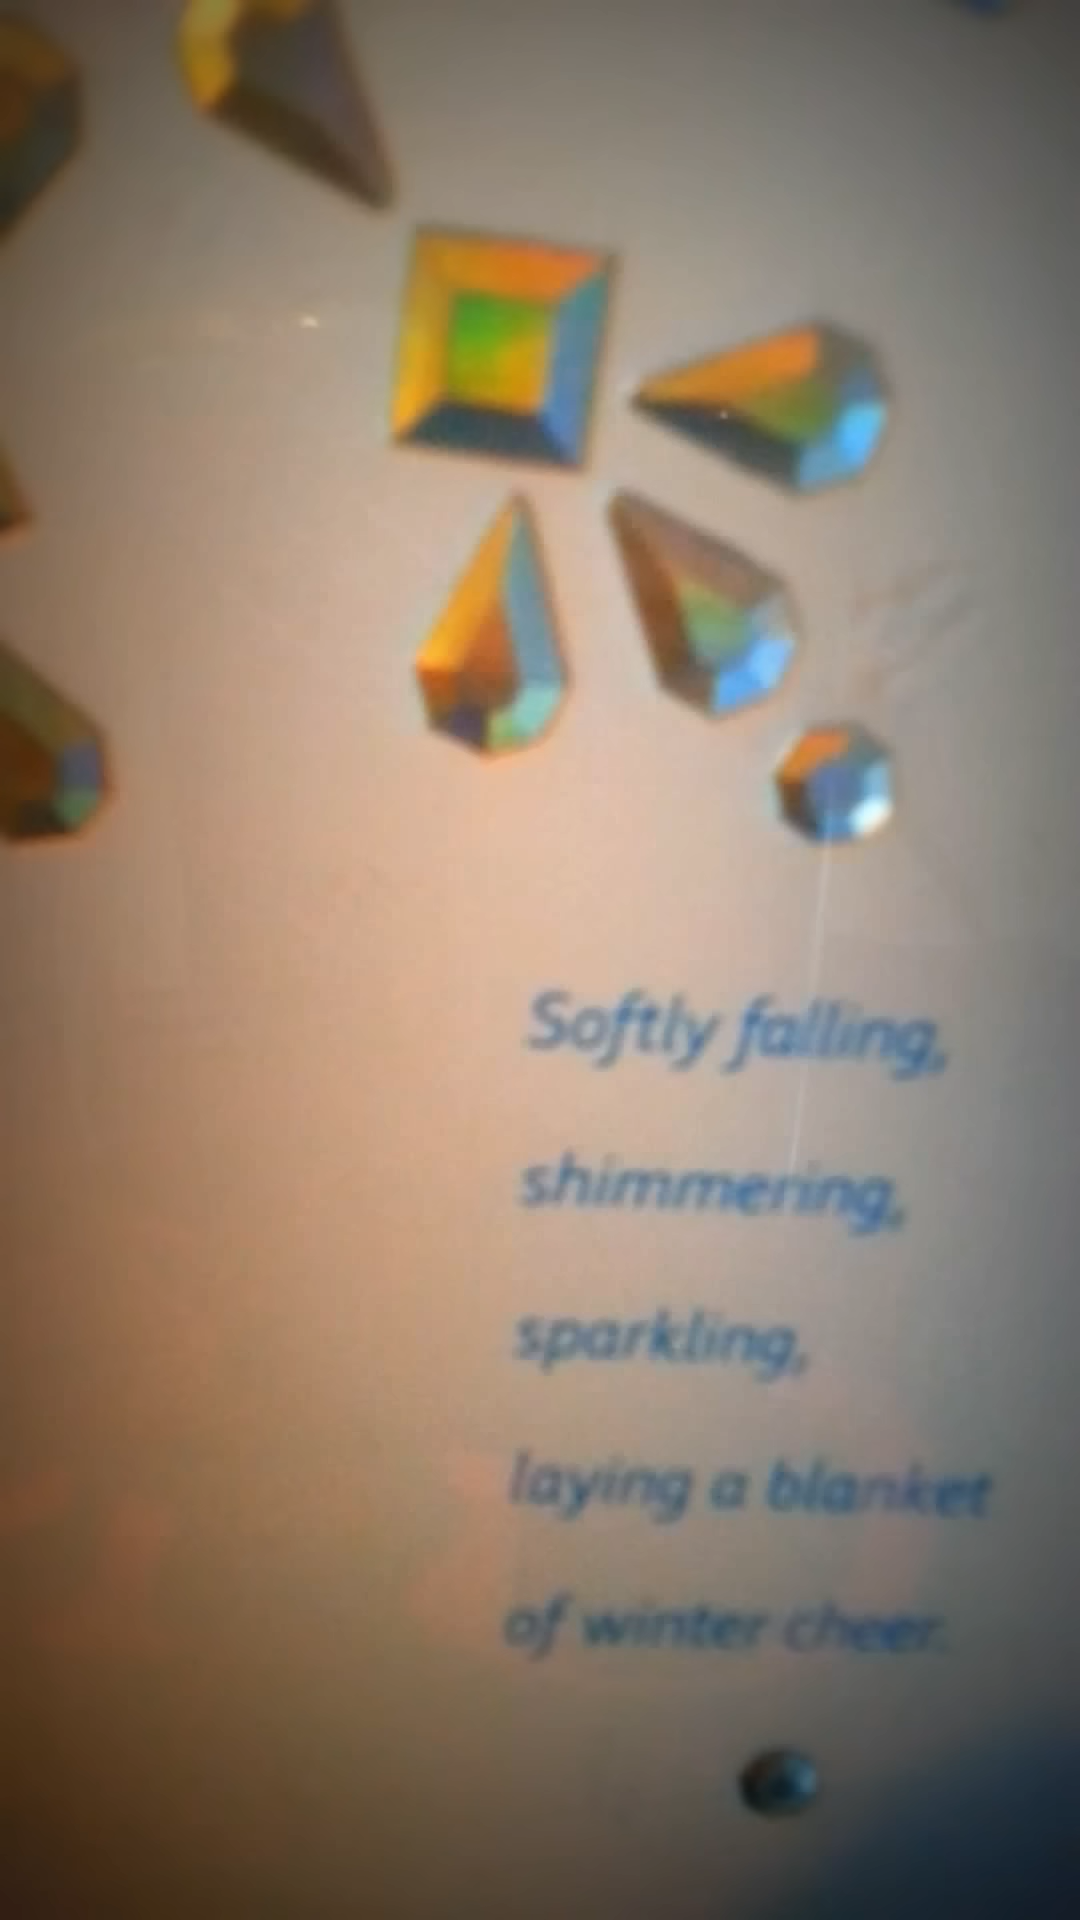 Softly falling,
shimmering,
sparkling,
laying a blanket
of winter cheer.